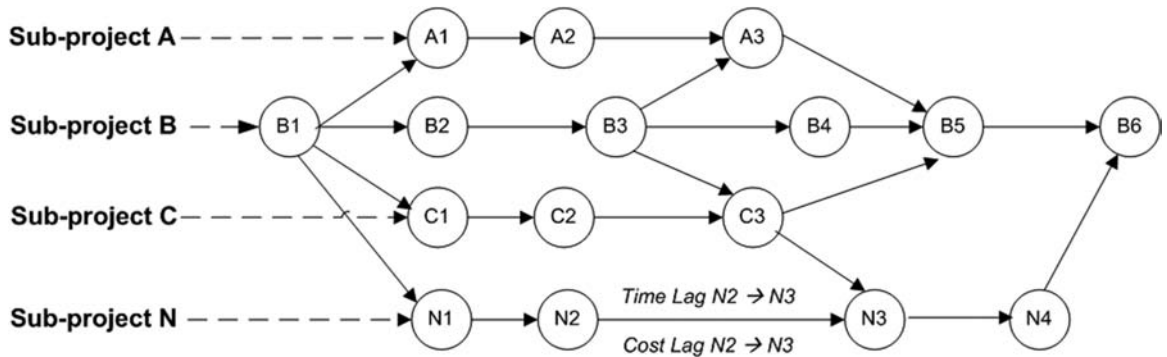 Sub-project A
A1
A2
A3
Sub-project B
B1
B2
B3
B4
B5
B6
Sub-project C
C1
C2
C3
Time Lag N2 → N3
Sub-project N
N1
N2
N3
N4
Cost Lag N2 → N3